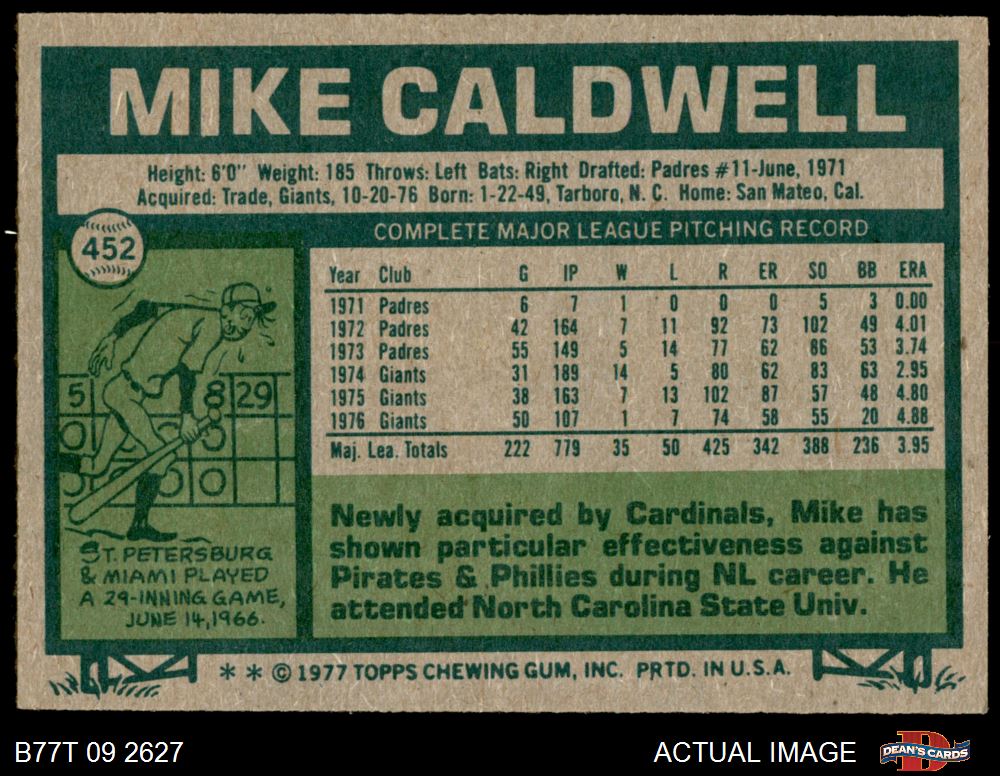 MIKE CALDWELL
Height: 6'0" Weight: 185 Throws: Left Bats: Right Drafted: Padres #11-June, 1971
Acquired: Trade, Giants, 10-20-76 Born: 1-22-49, Tarboro, N. C. Home: San Mateo, Cal.
452
COMPLETE MAJOR LEAGUE PITCHING RECORD
Year Club G IP W L R ER SO BB ERA
1971 Padres 6 7 1 0 0 0 5 3 0.00
1972 Padres 42 164 7 11 92 73 102 49 4.01
1973 Padres 55 149 5 14 77 62 86 53 3.74
1974 Giants 31 189 14 5 80 62 83 63 2.95
1975 Giants 38 163 7 13 102 87 57 48 4.80
1976 Giants 50 107 1 7 74 58 55 20 4.88
Maj. Lea. Totals 222 779 35 50 425 342 388 236 3.95
5 8 29
0
0 0
ST. PETERSBURG
& MIAMI PLAYED
A 29-INNING GAME,
JUNE 14, 1966.
Newly acquired by Cardinals, Mike has
shown particular effectiveness against
Pirates & Phillies during NL career. He
attended North Carolina State Univ.
* * © 1977 TOPPS CHEWING GUM, INC. PRTD. IN U.S.A.
B77T 09 2627
ACTUAL IMAGE
DEAN'S CARDS